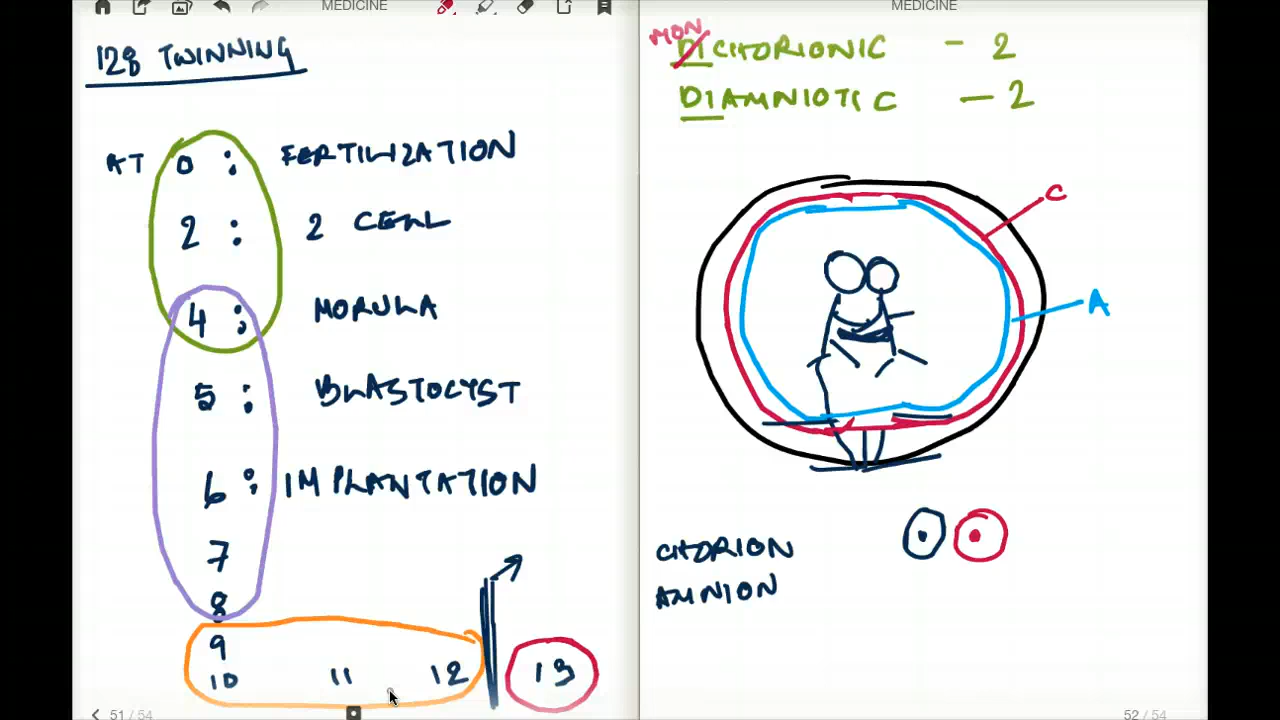 MEDICINE
128 TWINNING
AT 0 : FERTILIZATION
2 : 2 CELL
4 : MORULA
5 : BLASTOCYST
6 : IMPLANTATION
7
8
9
10 11 12 13
51 / 54
MEDICINE
MON
DICHORIONIC - 2
DIAMNIOTIC - 2
C
A
CHORION
AMNION
52 / 54